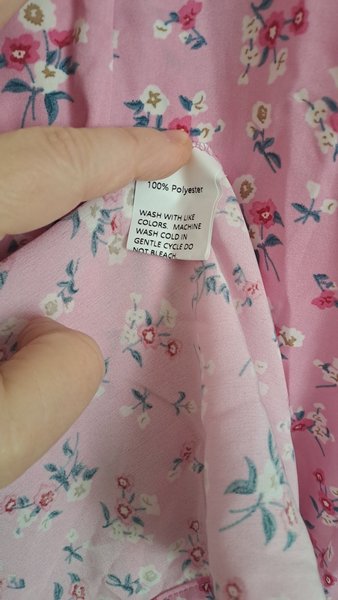 100% Polyester
WASH WITH LIKE
COLORS. MACHINE
WASH COLD IN
GENTLE CYCLE DO
NOT BLEACH.